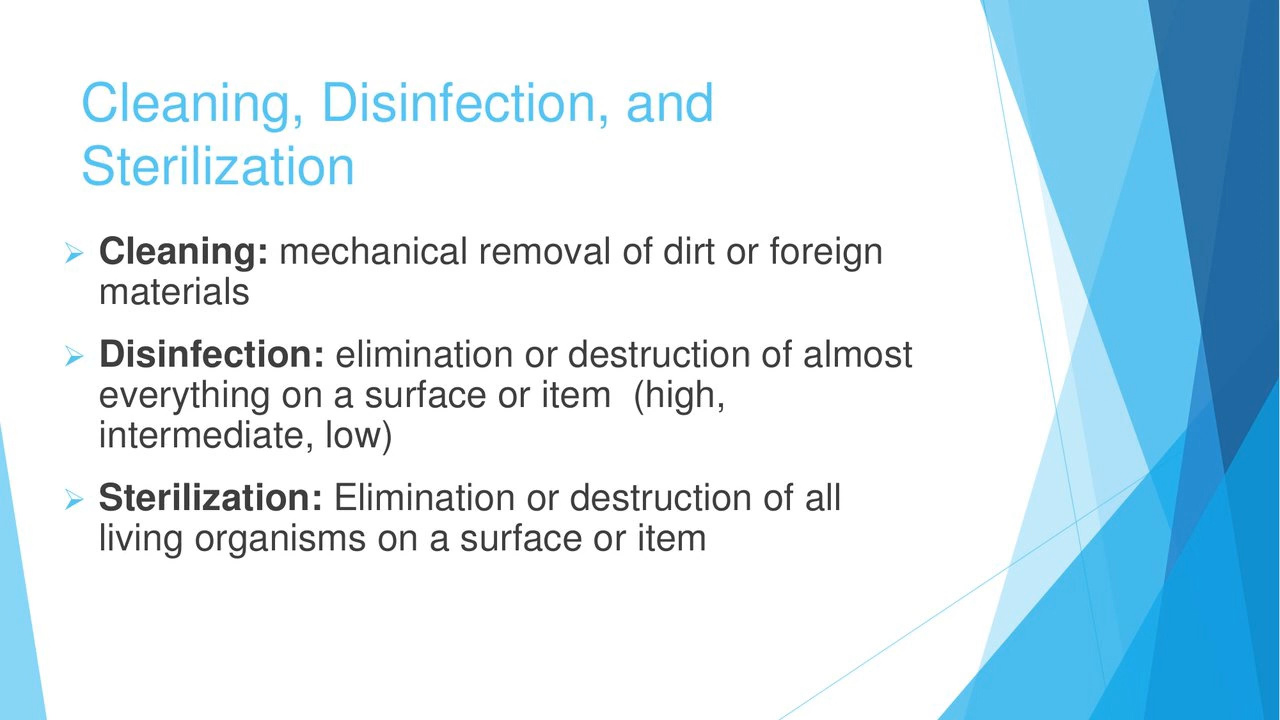 Cleaning, Disinfection, and
Sterilization
Cleaning: mechanical removal of dirt or foreign
materials
Disinfection: elimination or destruction of almost
everything on a surface or item  (high,
intermediate, low)
Sterilization: Elimination or destruction of all
living organisms on a surface or item